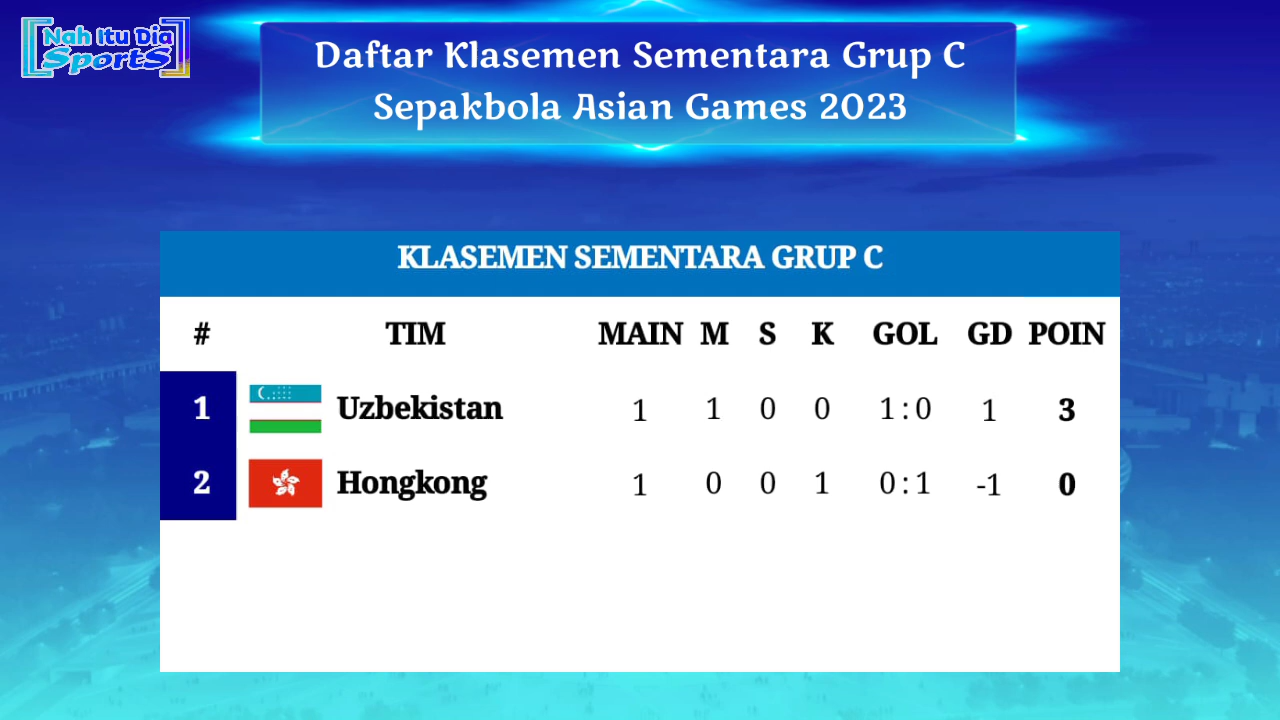 Nah Itu Dia
Sports
Daftar Klasemen Sementara Grup C
Sepakbola Asian Games 2023
KLASEMEN SEMENTARA GRUP C
# TIM MAIN M S K GOL GD POIN
1 Uzbekistan 1 1 0 0 1:0 1 3
2 Hongkong 1 0 0 1 0:1 -1 0